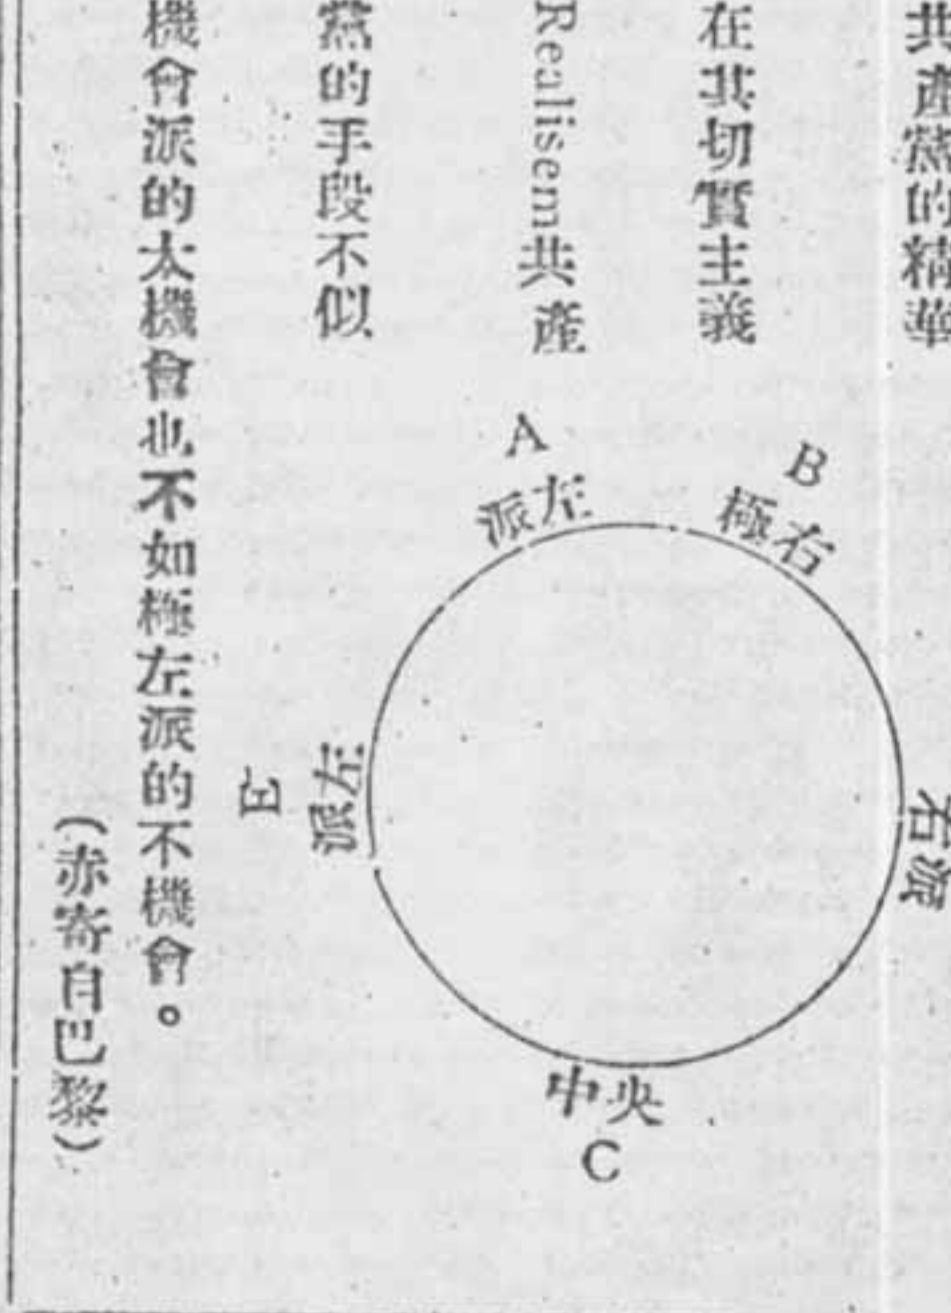 共產黨的精華
在其切實主義
Realisem共產
黨的手段不似
機會派的太機會也不如極左派的不機會。
(赤寄自巴黎)
A
派左
B
極右
右派
中央
C
E
派左